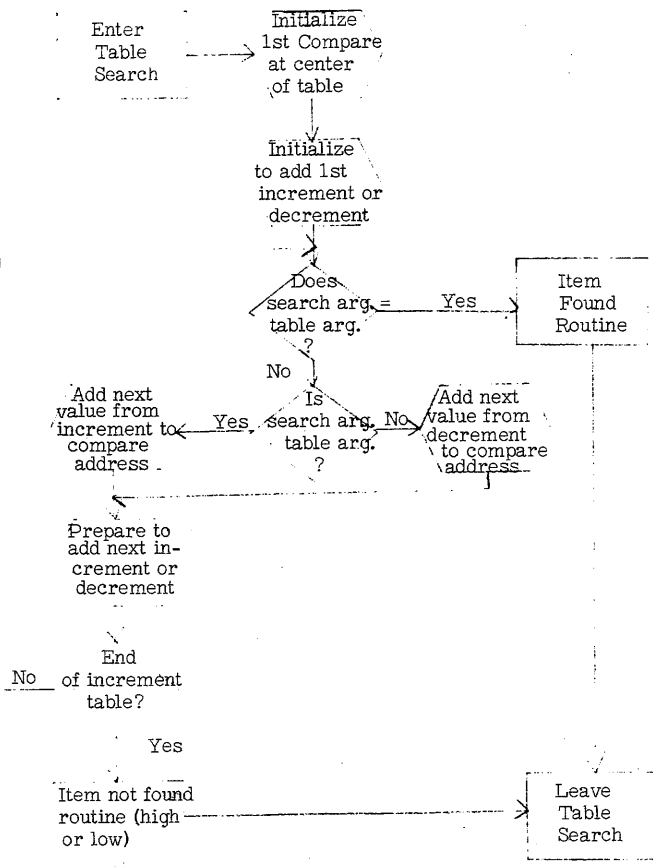 Enter
Table
Search
Initialize
1st Compare
at center
of table
Initialize
to add 1st
increment or
decrement
Does
search arg. =
table arg.
?
Yes
Item
Found
Routine
No
Is
search arg.
table arg.
?
Yes
No
Add next
value from
increment to
compare
address
Add next
value from
decrement
to compare
address
Prepare to
add next in-
crement or
decrement
End
of increment
table?
No
Yes
Item not found
routine (high
or low)
Leave
Table
Search